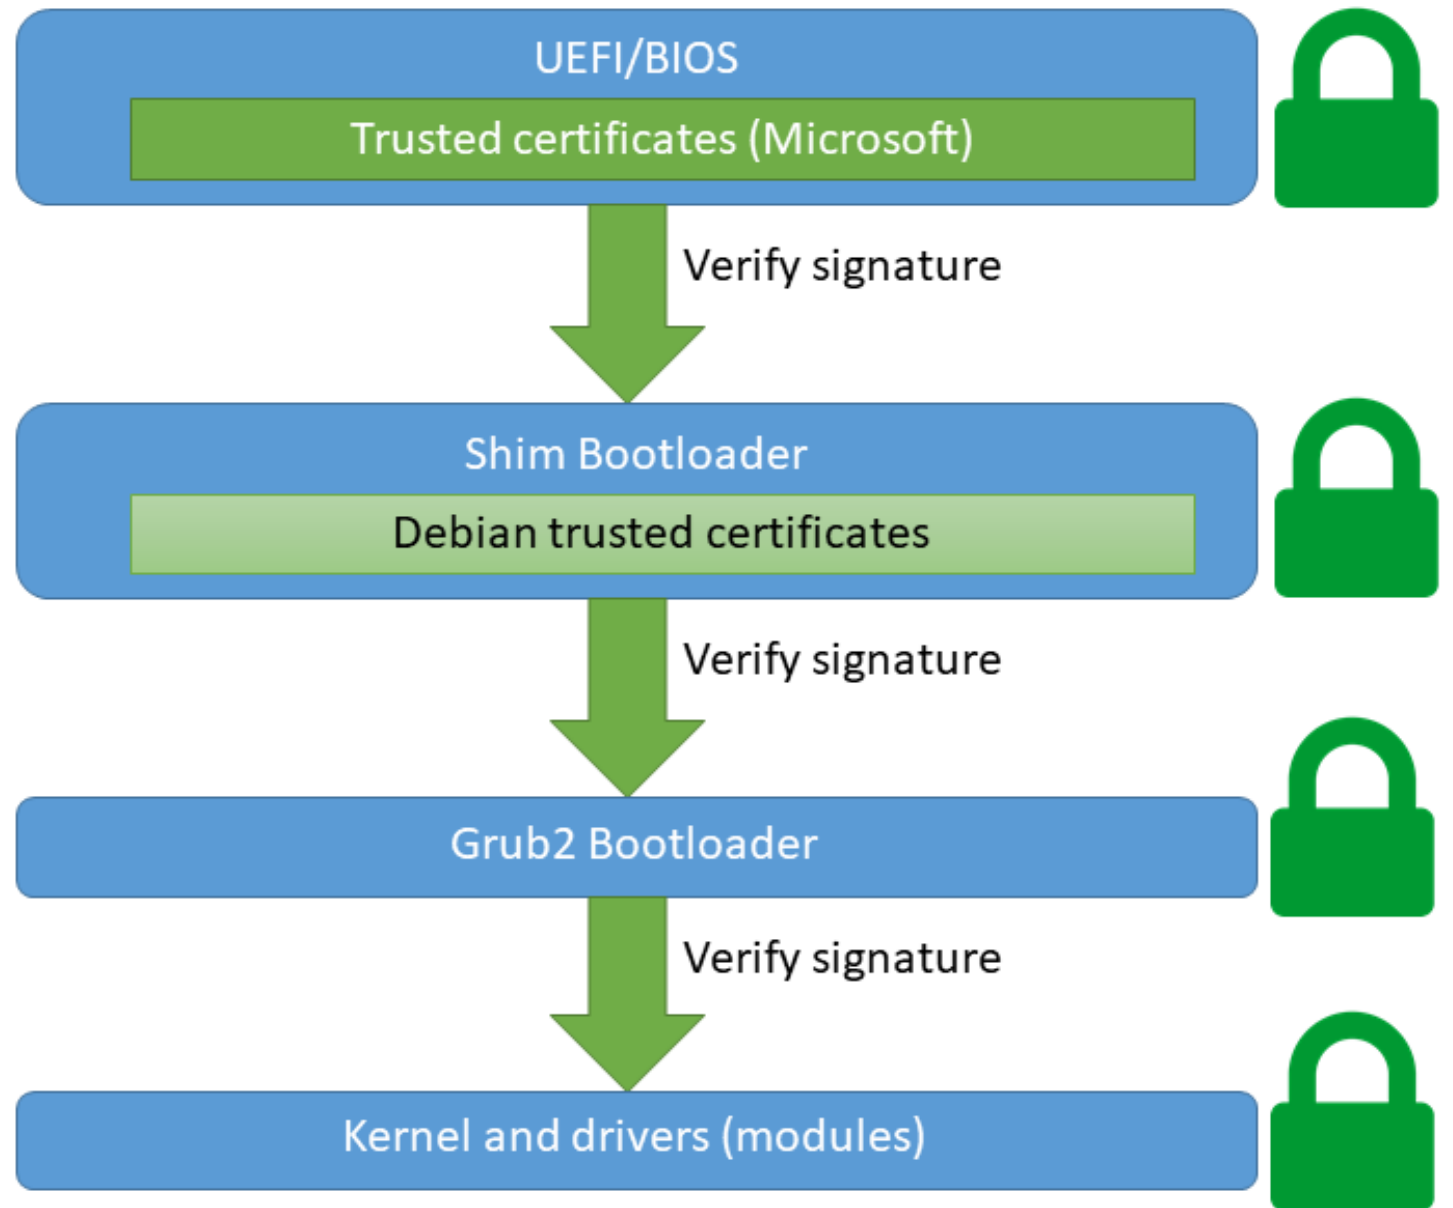 UEFI/BIOS
Trusted certificates (Microsoft)
Verify signature
Shim Bootloader
Debian trusted certificates
Verify signature
Grub2 Bootloader
Verify signature
Kernel and drivers (modules)